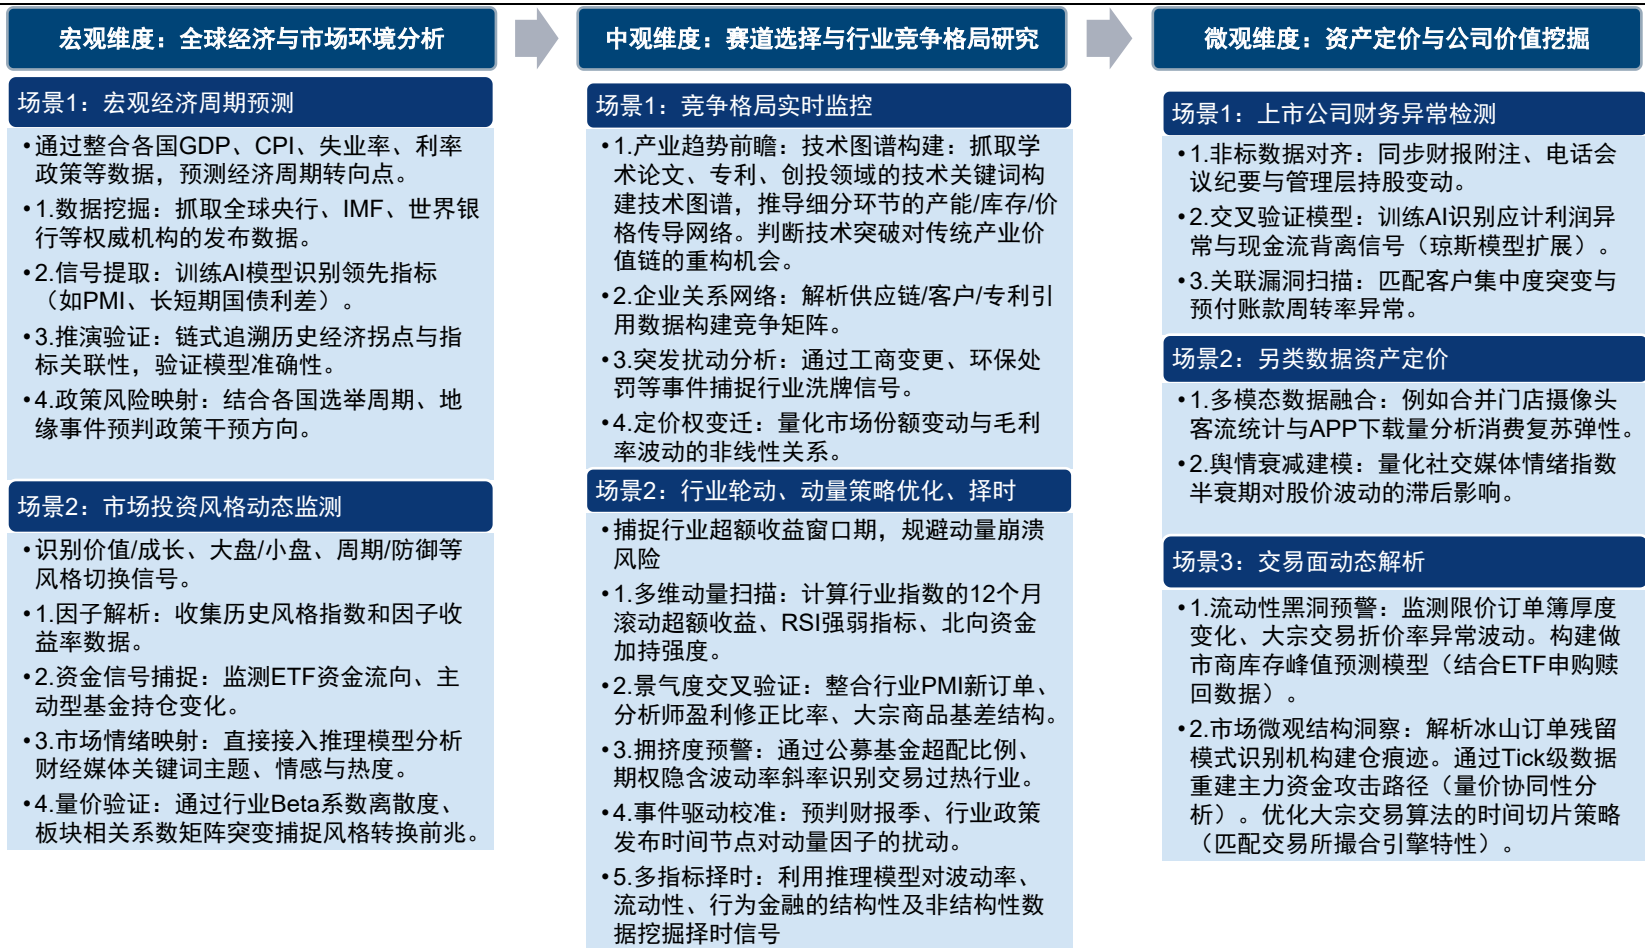 宏观维度：全球经济与市场环境分析
场景1：宏观经济周期预测
•通过整合各国GDP、CPI、失业率、利率
政策等数据，预测经济周期转向点。
•1.数据挖掘：抓取全球央行、IMF、世界银
行等权威机构的发布数据。
•2.信号提取：训练AI模型识别领先指标
（如PMI、长短期国债利差）。
•3.推演验证：链式追溯历史经济拐点与指
标关联性，验证模型准确性。
•4.政策风险映射：结合各国选举周期、地
缘事件预判政策干预方向。
场景2：市场投资风格动态监测
•识别价值/成长、大盘/小盘、周期/防御等
风格切换信号。
•1.因子解析：收集历史风格指数和因子收
益率数据。
•2.资金信号捕捉：监测ETF资金流向、主
动型基金持仓变化。
•3.市场情绪映射：直接接入推理模型分析
财经媒体关键词主题、情感与热度。
•4.量价验证：通过行业Beta系数离散度、
板块相关系数矩阵突变捕捉风格转换前兆。
中观维度：赛道选择与行业竞争格局研究
场景1：竞争格局实时监控
•1.产业趋势前瞻：技术图谱构建：抓取学
术论文、专利、创投领域的技术关键词构
建技术图谱，推导细分环节的产能/库存/价
格传导网络。判断技术突破对传统产业价
值链的重构机会。
•2.企业关系网络：解析供应链/客户/专利引
用数据构建竞争矩阵。
•3.突发扰动分析：通过工商变更、环保处
罚等事件捕捉行业洗牌信号。
•4.定价权变迁：量化市场份额变动与毛利
率波动的非线性关系。
场景2：行业轮动、动量策略优化、择时
•捕捉行业超额收益窗口期，规避动量崩溃
风险
•1.多维动量扫描：计算行业指数的12个月
滚动超额收益、RSI强弱指标、北向资金
加持强度。
•2.景气度交叉验证：整合行业PMI新订单、
分析师盈利修正比率、大宗商品基差结构。
•3.拥挤度预警：通过公募基金超配比例、
期权隐含波动率斜率识别交易过热行业。
•4.事件驱动校准：预判财报季、行业政策
发布时间节点对动量因子的扰动。
•5.多指标择时：利用推理模型对波动率、
流动性、行为金融的结构性及非结构性数
据挖掘择时信号
微观维度：资产定价与公司价值挖掘
场景1：上市公司财务异常检测
•1.非标数据对齐：同步财报附注、电话会
议纪要与管理层持股变动。
•2.交叉验证模型：训练AI识别应计利润异
常与现金流背离信号（琼斯模型扩展）。
•3.关联漏洞扫描：匹配客户集中度突变与
预付账款周转率异常。
场景2：另类数据资产定价
•1.多模态数据融合：例如合并门店摄像头
客流统计与APP下载量分析消费复苏弹性。
•2.舆情衰减建模：量化社交媒体情绪指数
半衰期对股价波动的滞后影响。
场景3：交易面动态解析
•1.流动性黑洞预警：监测限价订单簿厚度
变化、大宗交易折价率异常波动。构建做
市商库存峰值预测模型（结合ETF申购赎
回数据）。
•2.市场微观结构洞察：解析冰山订单残留
模式识别机构建仓痕迹。通过Tick级数据
重建主力资金攻击路径（量价协同性分
析）。优化大宗交易算法的时间切片策略
（匹配交易所撮合引擎特性）。